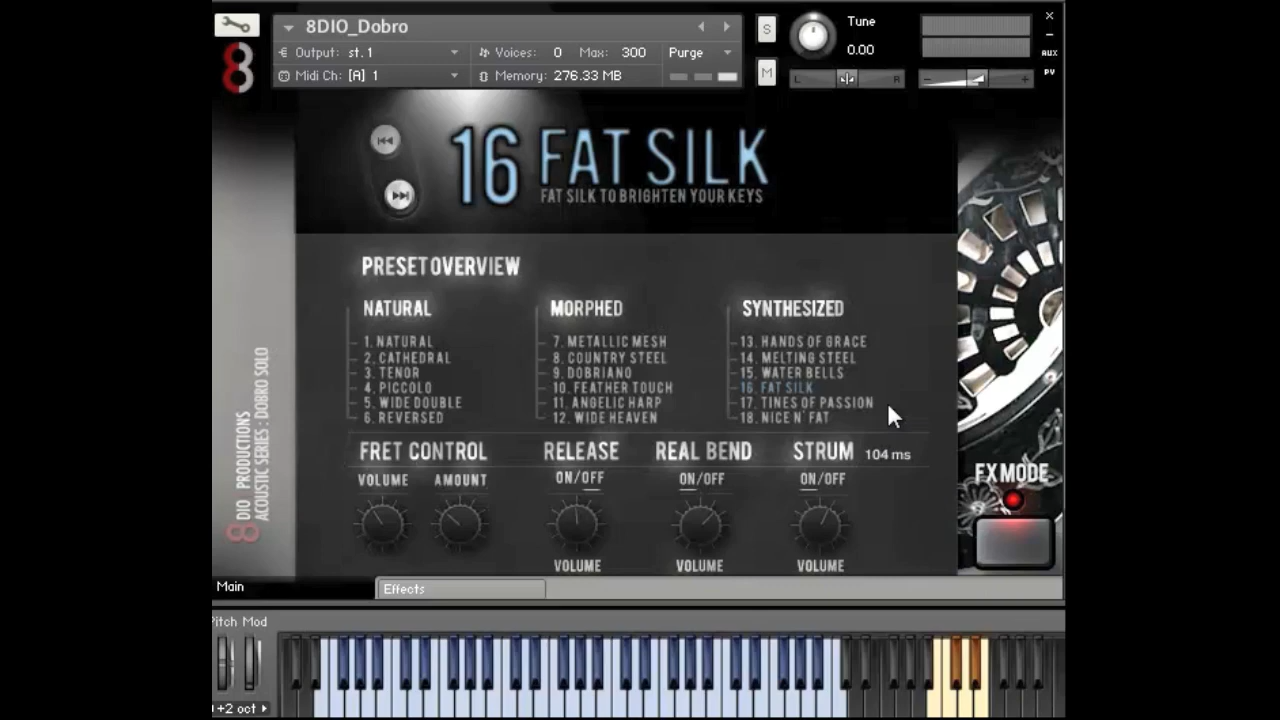 8DIO_Dobro
Output: st.1
Voices: 0 Max: 300
Purge
Midi Ch: [A] 1
Memory: 276.33 MB
S
M
Tune
0.00
L R
- +
×
-
AUX
PV
16 FAT SILK
FAT SILK TO BRIGHTEN YOUR KEYS
PRESET OVERVIEW
NATURAL
1. NATURAL
2. CATHEDRAL
3. TENOR
4. PICCOLO
5. WIDE DOUBLE
6. REVERSED
MORPHED
7. METALLIC MESH
8. COUNTRY STEEL
9. DOBRIANO
10. FEATHER TOUCH
11. ANGELIC HARP
12. WIDE HEAVEN
SYNTHESIZED
13. HANDS OF GRACE
14. MELTING STEEL
15. WATER BELLS
16. FAT SILK
17. TINES OF PASSION
18. NICE N' FAT
FRET CONTROL
VOLUME AMOUNT
RELEASE
ON/OFF
VOLUME
REAL BEND
ON/OFF
VOLUME
STRUM 104 ms
ON/OFF
VOLUME
FX MODE
8DIO PRODUCTIONS
ACOUSTIC SERIES : DOBRO SOLO
Main
Effects
Pitch Mod
+2 oct